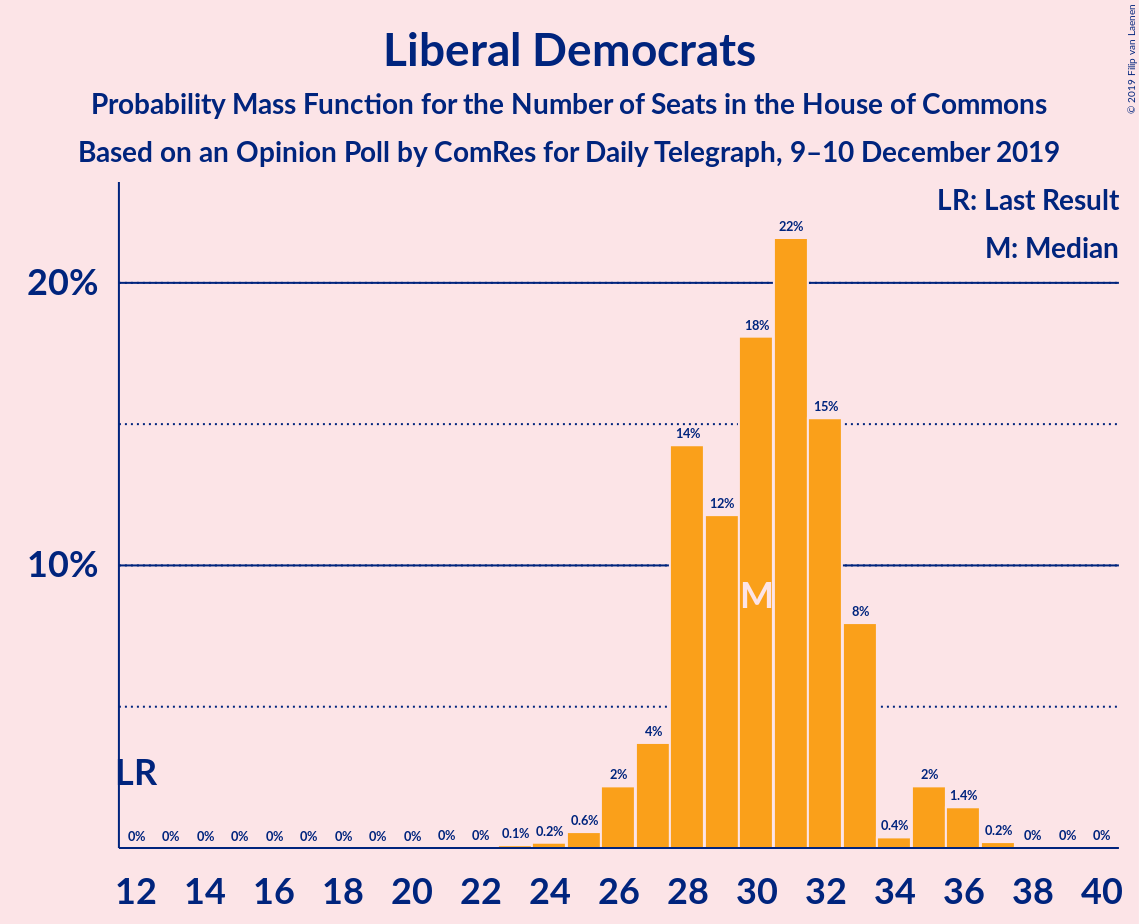 Liberal Democrats
Probability Mass Function for the Number of Seats in the House of Commons
Based on an Opinion Poll by ComRes for Daily Telegraph, 9–10 December 2019
© 2019 Filip van Laenen
LR: Last Result
M: Median
20%
10%
22%
18%
15%
14%
12%
M
8%
4%
LR
2%
2%
1.4%
0% 0% 0% 0% 0% 0% 0% 0% 0% 0% 0% 0.1% 0.2% 0.6% 0.4% 0.2% 0% 0% 0%
12 14 16 18 20 22 24 26 28 30 32 34 36 38 40